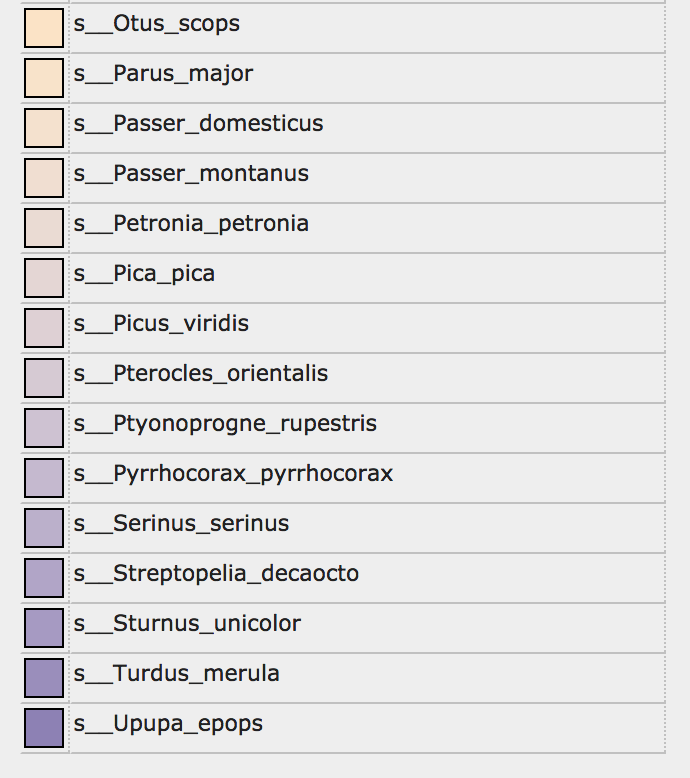 s__Otus_scops
s__Parus_major
s__Passer_domesticus
s__Passer_montanus
s__Petronia_petronia
s__Pica_pica
s__Picus_viridis
s__Pterocles_orientalis
s__Ptyonoprogne_rupestris
s__Pyrrhocorax_pyrrhocorax
s__Serinus_serinus
s__Streptopelia_decaocto
s__Sturnus_unicolor
s__Turdus_merula
s__Upupa_epops